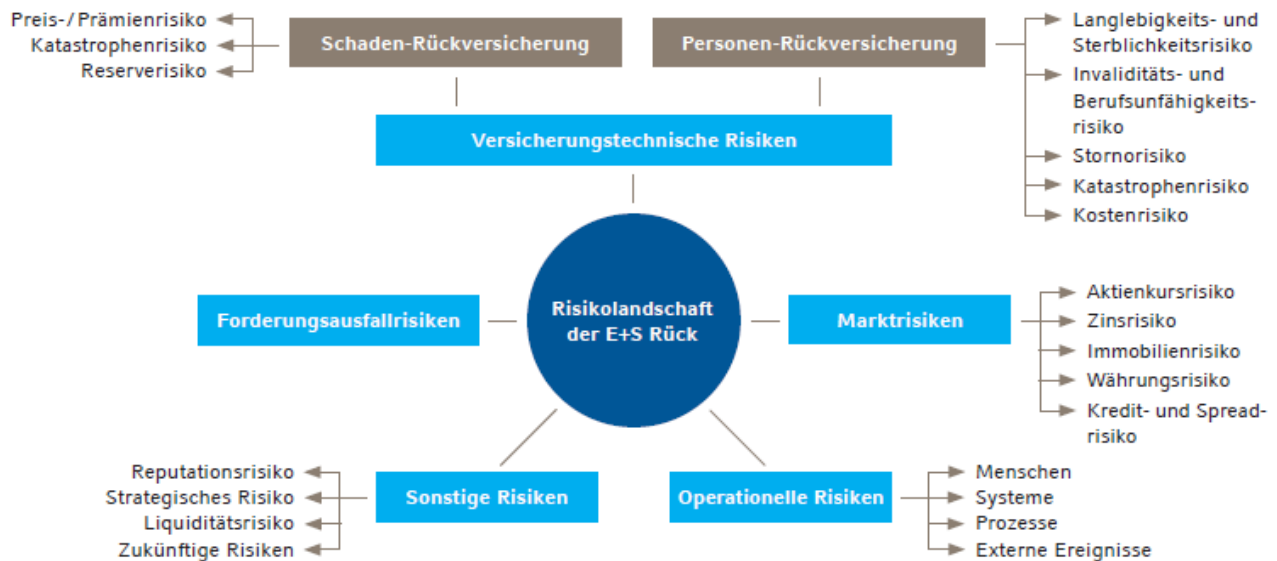 Preis-/Prämienrisiko
Katastrophenrisiko
Reserverisiko
Schaden-Rückversicherung
Personen-Rückversicherung
Langlebigkeits- und
Sterblichkeitsrisiko
Invaliditäts- und
Berufsunfähigkeits-
risiko
Stornorisiko
Katastrophenrisiko
Kostenrisiko
Versicherungstechnische Risiken
Forderungsausfallrisiken
Risikolandschaft
der E+S Rück
Marktrisiken
Aktienkursrisiko
Zinsrisiko
Immobilienrisiko
Währungsrisiko
Kredit- und Spread-
risiko
Reputationsrisiko
Strategisches Risiko
Liquiditätsrisiko
Zukünftige Risiken
Sonstige Risiken
Operationelle Risiken
Menschen
Systeme
Prozesse
Externe Ereignisse